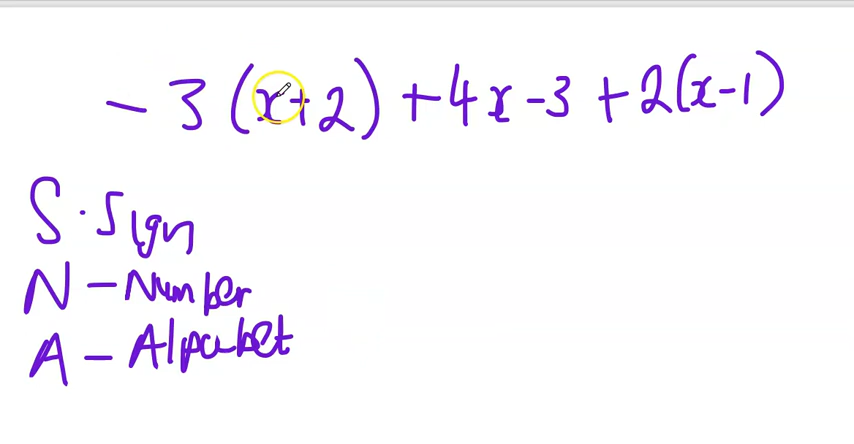 - 3 (x+2) + 4x - 3 + 2(x-1)
S · Sign
N - Number
A - Alpabet